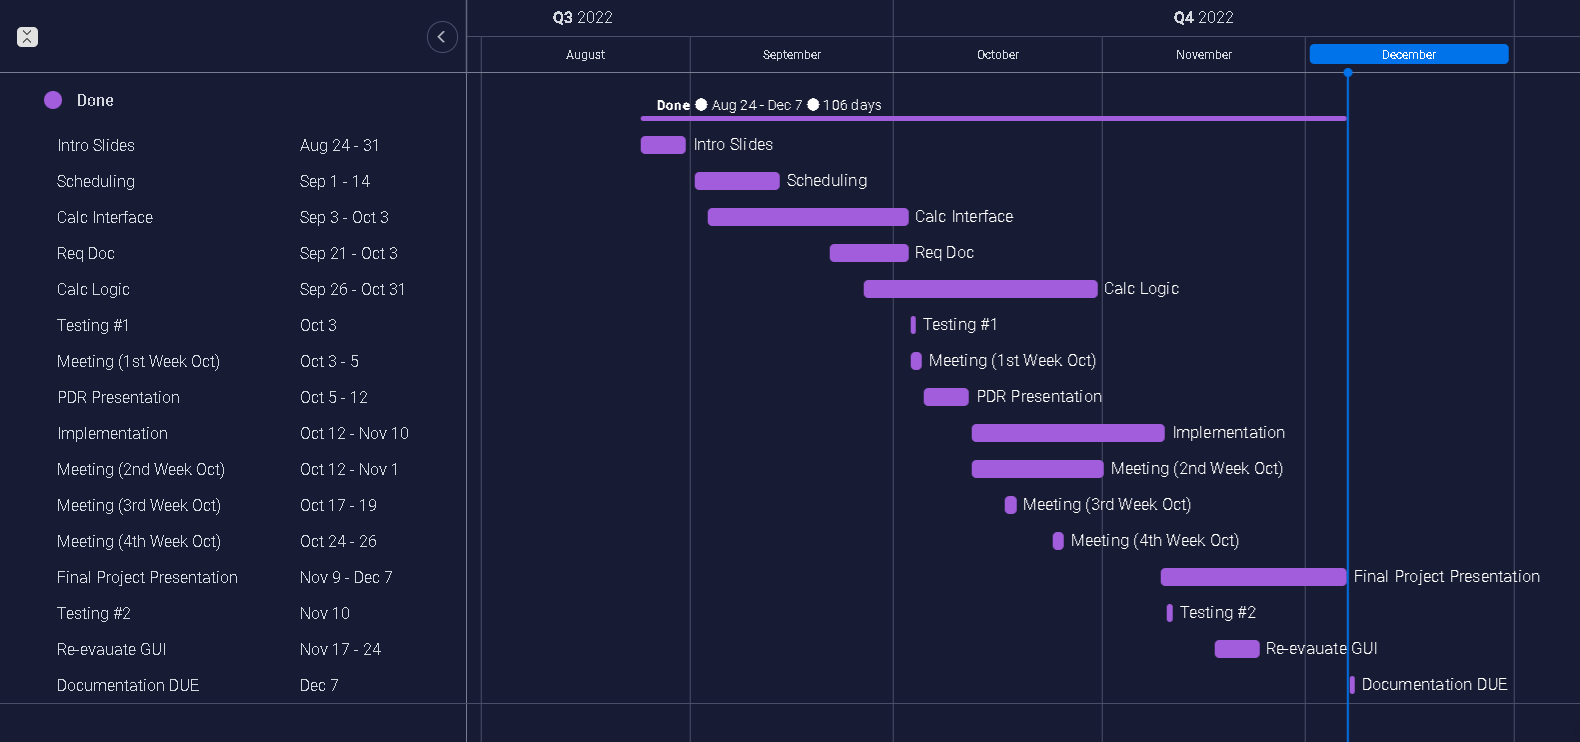 Q3 2022 Q4 2022
August September October November December
Done
Done Aug 24 - Dec 7 106 days
Intro Slides Aug 24 - 31 Intro Slides
Scheduling Sep 1 - 14 Scheduling
Calc Interface Sep 3 - Oct 3 Calc Interface
Req Doc Sep 21 - Oct 3 Req Doc
Calc Logic Sep 26 - Oct 31 Calc Logic
Testing #1 Oct 3 Testing #1
Meeting (1st Week Oct) Oct 3 - 5 Meeting (1st Week Oct)
PDR Presentation Oct 5 - 12 PDR Presentation
Implementation Oct 12 - Nov 10 Implementation
Meeting (2nd Week Oct) Oct 12 - Nov 1 Meeting (2nd Week Oct)
Meeting (3rd Week Oct) Oct 17 - 19 Meeting (3rd Week Oct)
Meeting (4th Week Oct) Oct 24 - 26 Meeting (4th Week Oct)
Final Project Presentation Nov 9 - Dec 7 Final Project Presentation
Testing #2 Nov 10 Testing #2
Re-evauate GUI Nov 17 - 24 Re-evauate GUI
Documentation DUE Dec 7 Documentation DUE